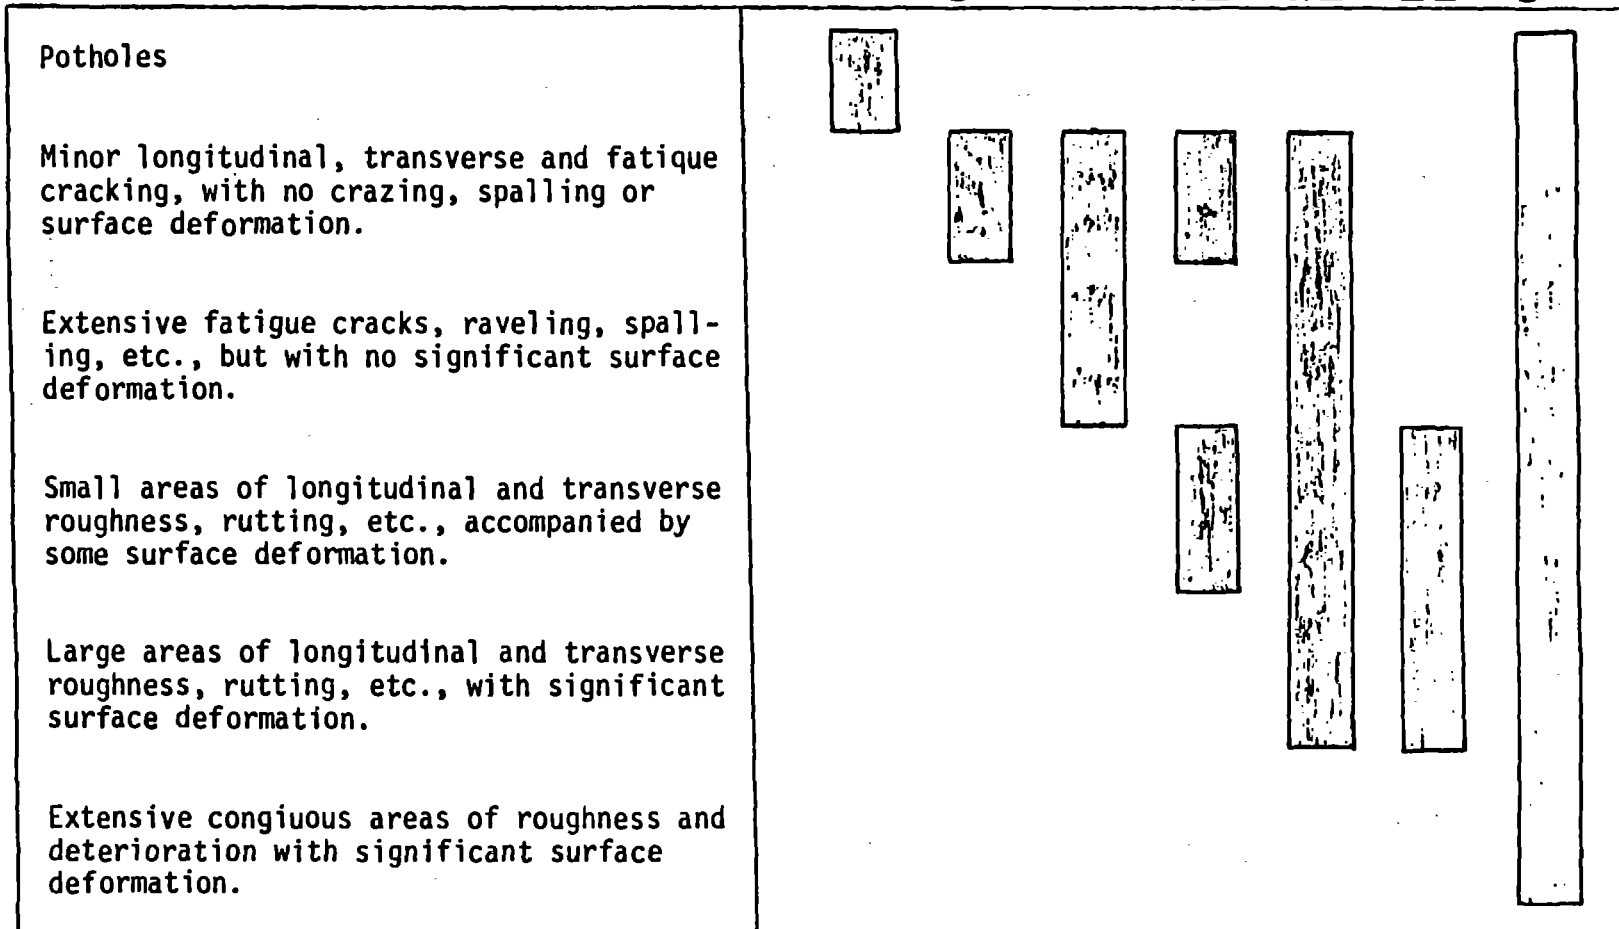 Potholes
Minor longitudinal, transverse and fatique
cracking, with no crazing, spalling or
surface deformation.
Extensive fatigue cracks, raveling, spall-
ing, etc., but with no significant surface
deformation.
Small areas of longitudinal and transverse
roughness, rutting, etc., accompanied by
some surface deformation.
Large areas of longitudinal and transverse
roughness, rutting, etc., with significant
surface deformation.
Extensive congiuous areas of roughness and
deterioration with significant surface
deformation.